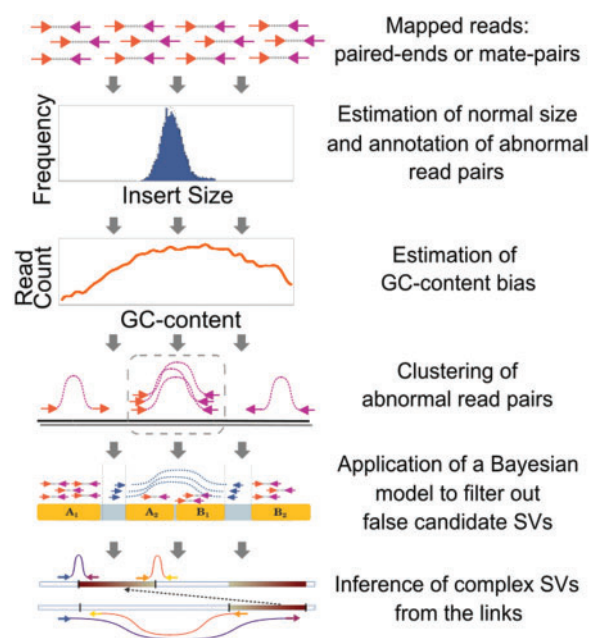 Mapped reads:
paired-ends or mate-pairs
Frequency
Insert Size
Estimation of normal size
and annotation of abnormal
read pairs
Read
Count
GC-content
Estimation of
GC-content bias
Clustering of
abnormal read pairs
A₁ A₂ B₁ B₂
Application of a Bayesian
model to filter out
false candidate SVs
Inference of complex SVs
from the links